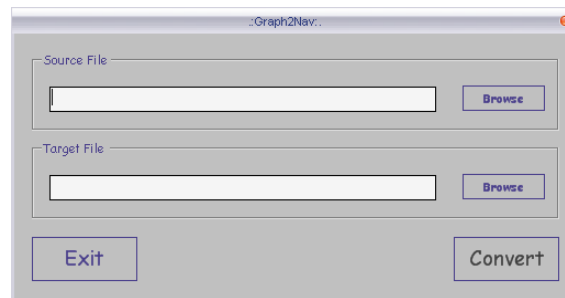 .:Graph2Nav:.
Source File
Browse
Target File
Browse
Exit
Convert